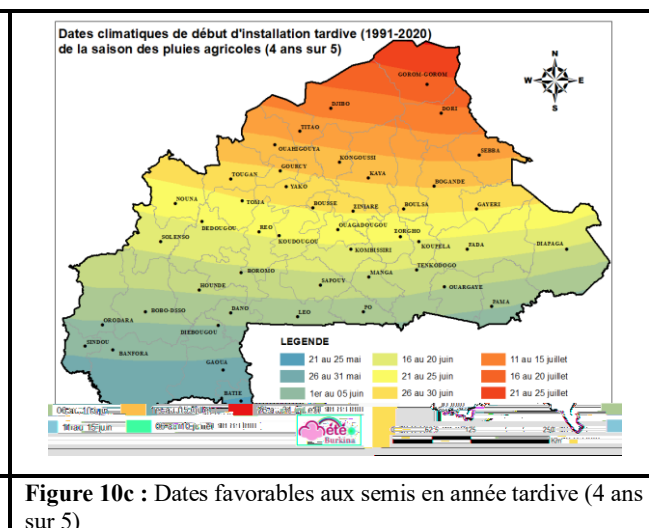 Dates climatiques de début d'installation tardive (1991-2020)
de la saison des pluies agricoles (4 ans sur 5)
N
W E
S
GOROM-GOROM
DJIBO
DORI
TITAO
OUAHIGOUYA
SEBBA
KONGOUSSI
GOURCY
TOUGAN
KAYA
YAKO
BOGANDE
NOUNA
TOMA
BOUSSE
ZINIARE
BOULSA
GAYERI
DEDOUGOU
REO
OUAGADOUGOU
ZORGHO
SOLENSO
KOUDOUGOU
KOMBISSIRI
KOUPELA
FADA
DIAPAGA
BOROMO
MANGA
TENKODOGO
HOUNDE
SAPOUY
OUARGAYE
BOBO-DSSO
DANO
LEO
PO
PAMA
ORODARA
DIEBOUGOU
SINDOU
BANFORA
GAOUA
BATIE
LEGENDE
21 au 25 mai
16 au 20 juin
11 au 15 juillet
26 au 31 mai
21 au 25 juin
16 au 20 juillet
1er au 05 juin
26 au 30 juin
21 au 25 juillet
météo
Burkina
Km
Figure 10c : Dates favorables aux semis en année tardive (4 ans
sur 5)